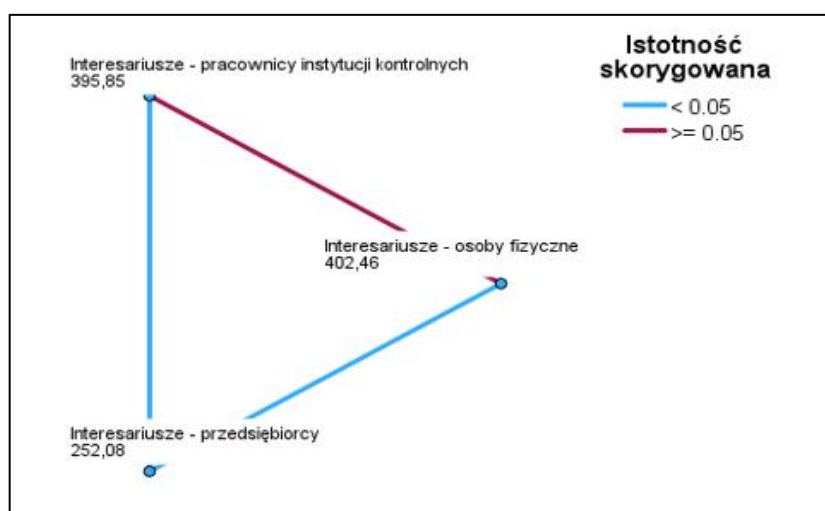 Interesariusze - pracownicy instytucji kontrolnych
395,85
Istotność
skorygowana
< 0.05
>= 0.05
Interesariusze - osoby fizyczne
402,46
Interesariusze - przedsiębiorcy
252,08